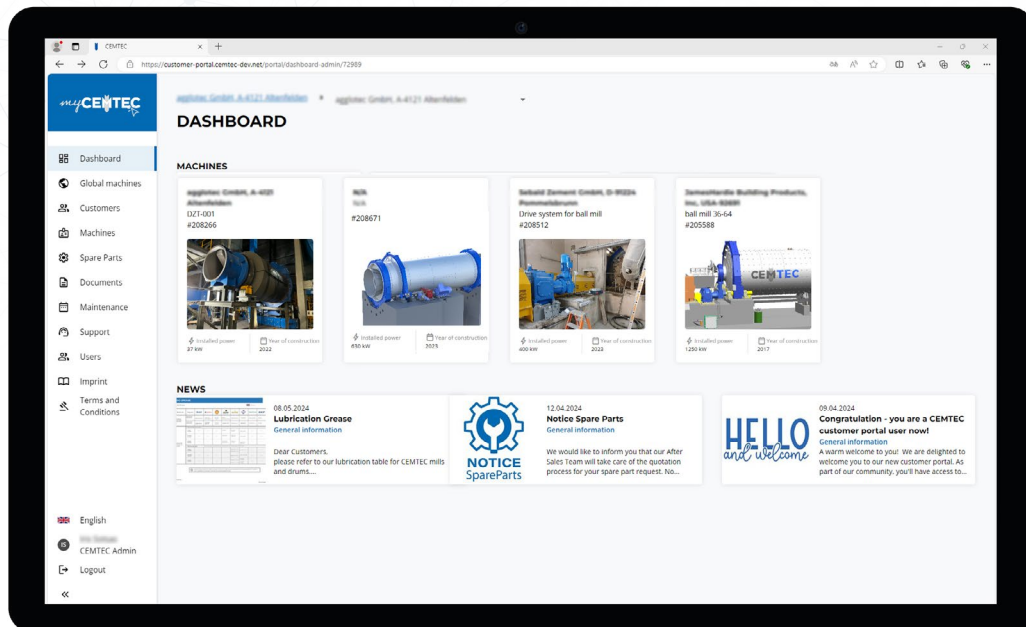 CEMTEC
https://customer-portal.cemtec-dev.net/portal/dashboard-admin/72989
myCEMTEC
DASHBOARD
Dashboard
Global machines
Customers
Machines
Spare Parts
Documents
Maintenance
Support
Users
Imprint
Terms and
Conditions
English
IS
CEMTEC Admin
Logout
MACHINES
DZT-001
#208266
Installed power
37 kW
Year of construction
2022
#208671
Installed power
630 kW
Year of construction
2023
Drive system for ball mill
#208512
Installed power
400 kW
Year of construction
2023
ball mill 36-64
#205588
CEMTEC
Installed power
1250 kW
Year of construction
2017
NEWS
08.05.2024
Lubrication Grease
General information
Dear Customers,
please refer to our lubrication table for CEMTEC mills
and drums....
NOTICE
SpareParts
12.04.2024
Notice Spare Parts
General information
We would like to inform you that our After
Sales Team will take care of the quotation
process for your spare part request. No...
HELLO
and welcome
09.04.2024
Congratulation - you are a CEMTEC
customer portal user now!
General information
A warm welcome to you! We are delighted to
welcome you to our new customer portal. As
part of our community, you'll have access to...